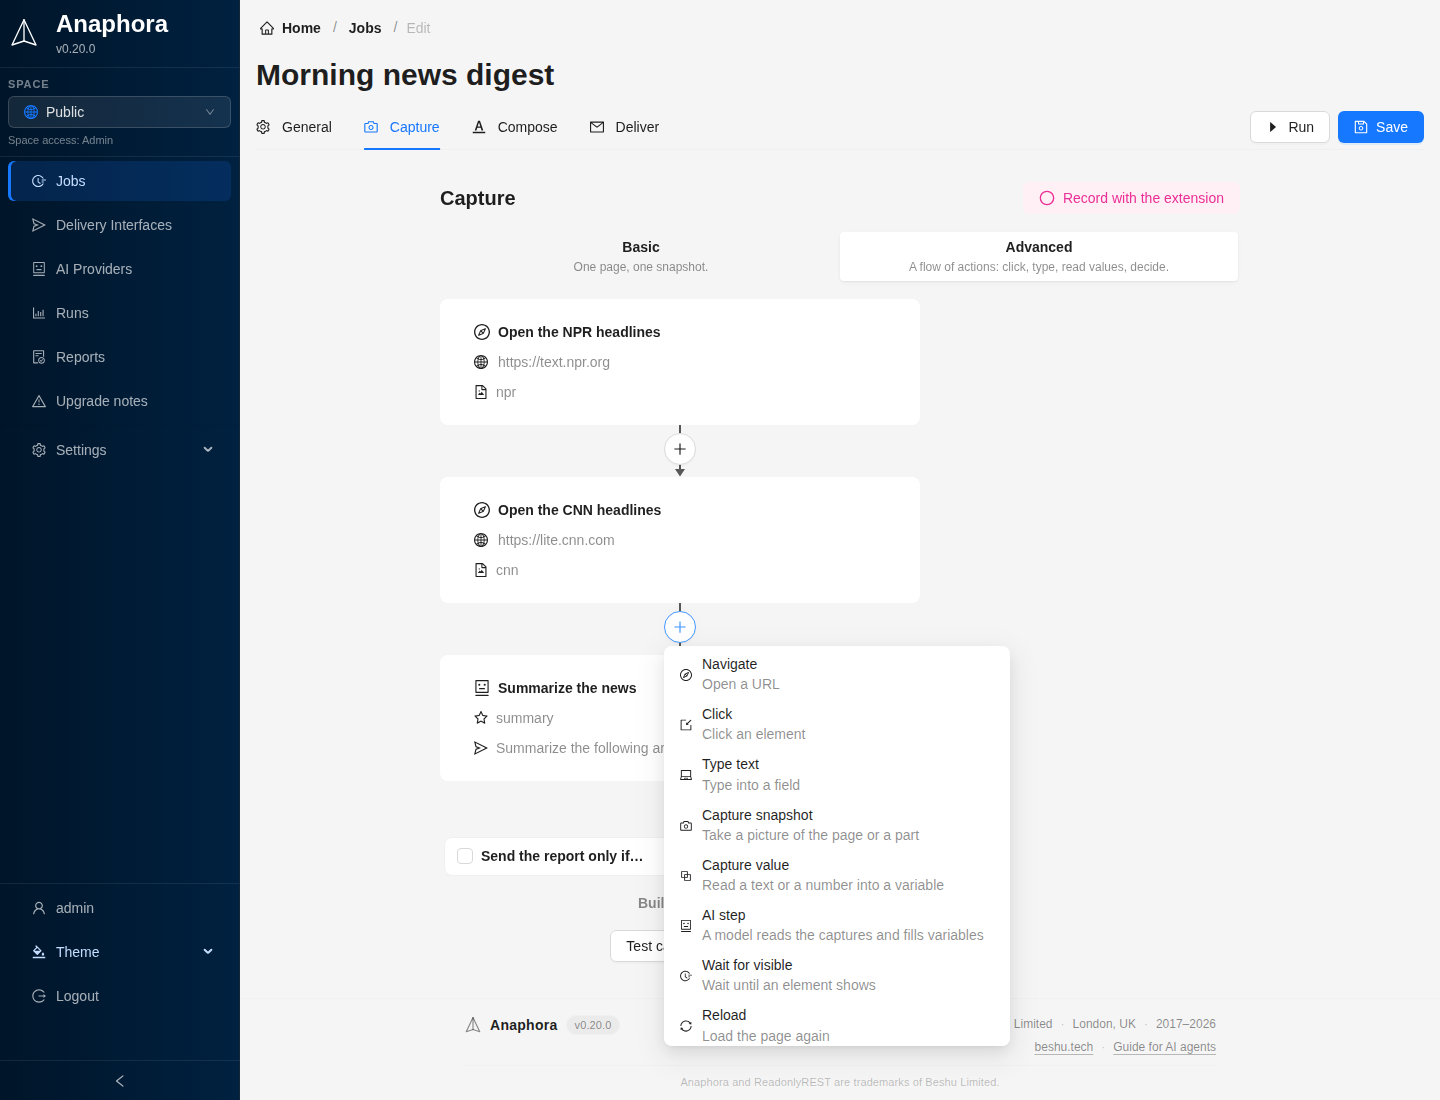 Anaphora
v0.20.0
SPACE
Public
Space access: Admin
Jobs
Delivery Interfaces
AI Providers
Runs
Reports
Upgrade notes
Settings
admin
Theme
Logout
Home / Jobs / Edit
Morning news digest
General
Capture
Compose
Deliver
Run
Save
Capture
Record with the extension
Basic
One page, one snapshot.
Advanced
A flow of actions: click, type, read values, decide.
Open the NPR headlines
https://text.npr.org
npr
Open the CNN headlines
https://lite.cnn.com
cnn
Summarize the news
summary
Summarize the following
Send the report only if…
Test
Navigate
Open a URL
Click
Click an element
Type text
Type into a field
Capture snapshot
Take a picture of the page or a part
Capture value
Read a text or a number into a variable
AI step
A model reads the captures and fills variables
Wait for visible
Wait until an element shows
Reload
Load the page again
Anaphora v0.20.0
Limited · London, UK · 2017–2026
beshu.tech · Guide for AI agents
Anaphora and ReadonlyREST are trademarks of Beshu Limited.